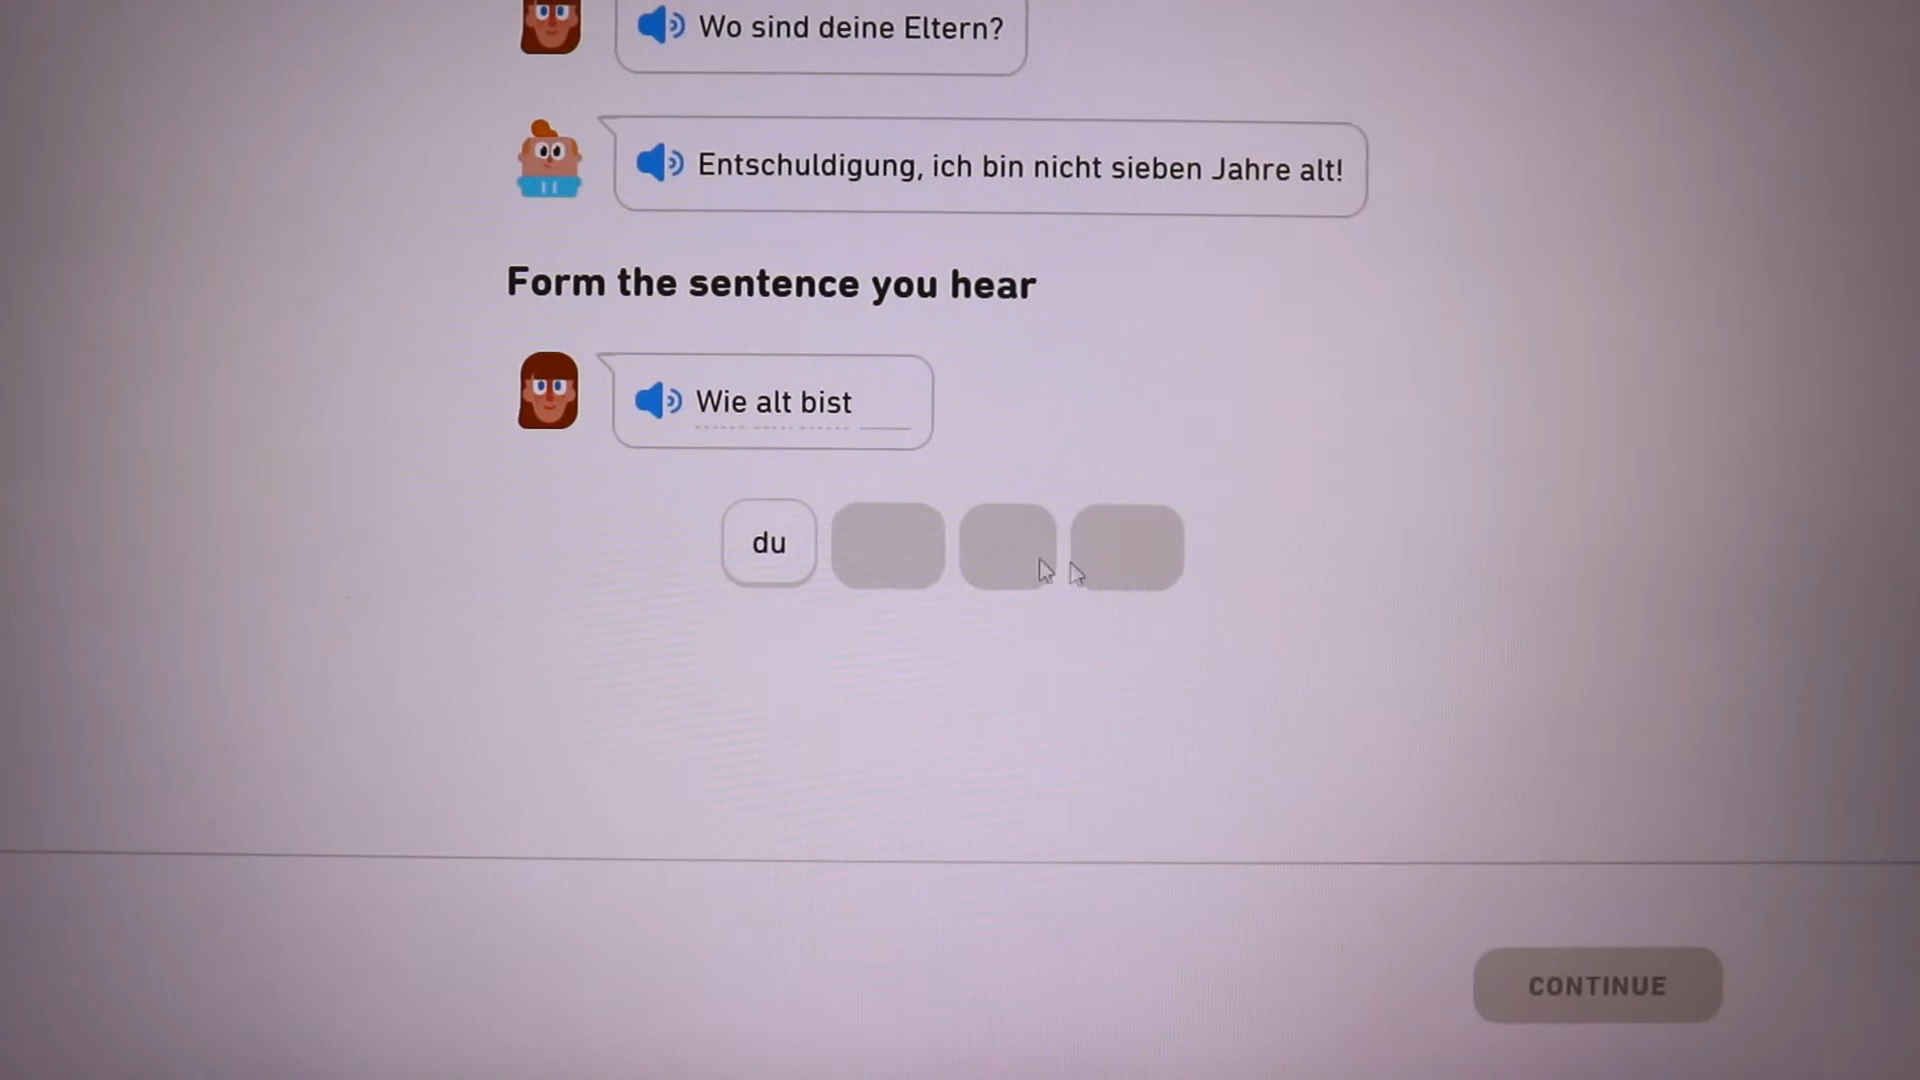 Wo sind deine Eltern?
Entschuldigung, ich bin nicht sieben Jahre alt!
Form the sentence you hear
Wie alt bist
du
CONTINUE